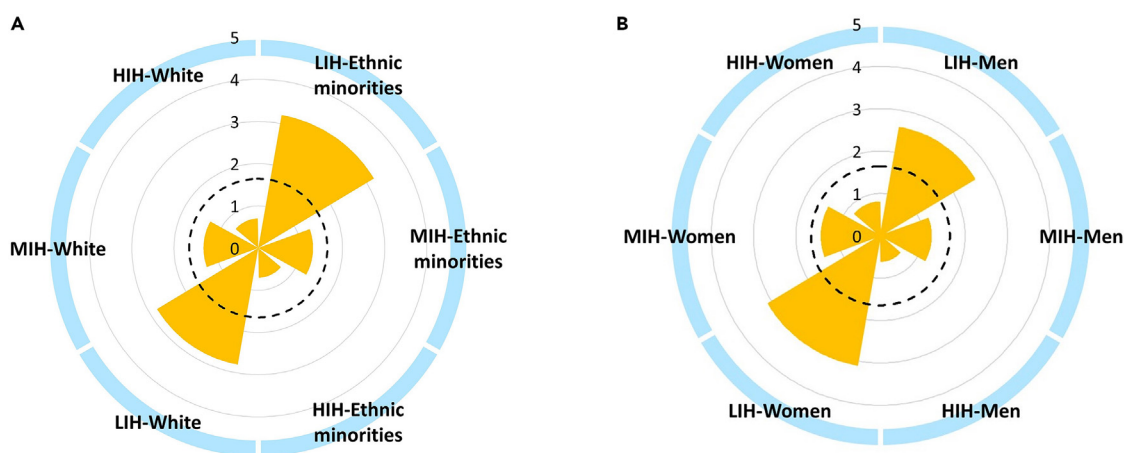 A
5
4
3
2
1
0
HIH-White
LIH-Ethnic
minorities
MIH-White
MIH-Ethnic
minorities
LIH-White
HIH-Ethnic
minorities
B
5
4
3
2
1
0
HIH-Women
LIH-Men
MIH-Women
MIH-Men
LIH-Women
HIH-Men